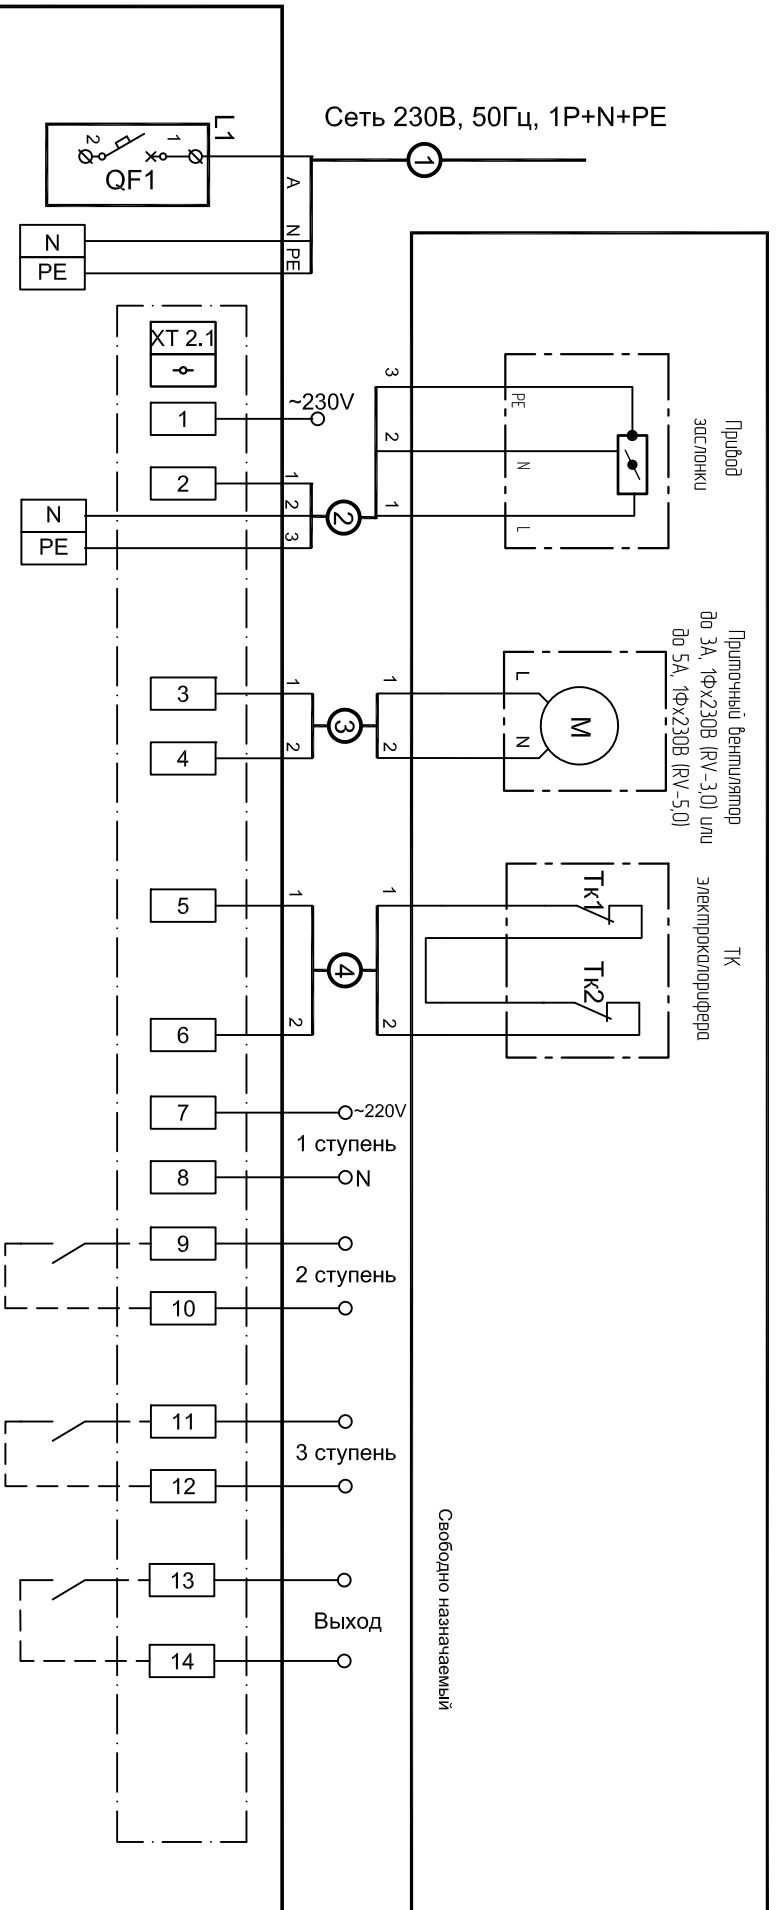 Сеть 230В, 50Гц, 1P+N+PE
L1
2
1
QF1
1
A
N
PE
N
PE
XT 2.1
1
~230V
2
1
2
3
N
PE
2
3
2
1
PE
N
L
Привод
заслонки
3
4
1
2
3
1
2
L
N
M
Приточный вентилятор
до 3А, 1Фх230В (RV-3,0) или
до 5А, 1Фх230В (RV-5,0)
5
6
1
2
4
1
2
Тк1
Тк2
ТК
электрокалорифера
7
~220V
1 ступень
8
N
9
2 ступень
10
11
3 ступень
12
13
Выход
14
Свободно назначаемый